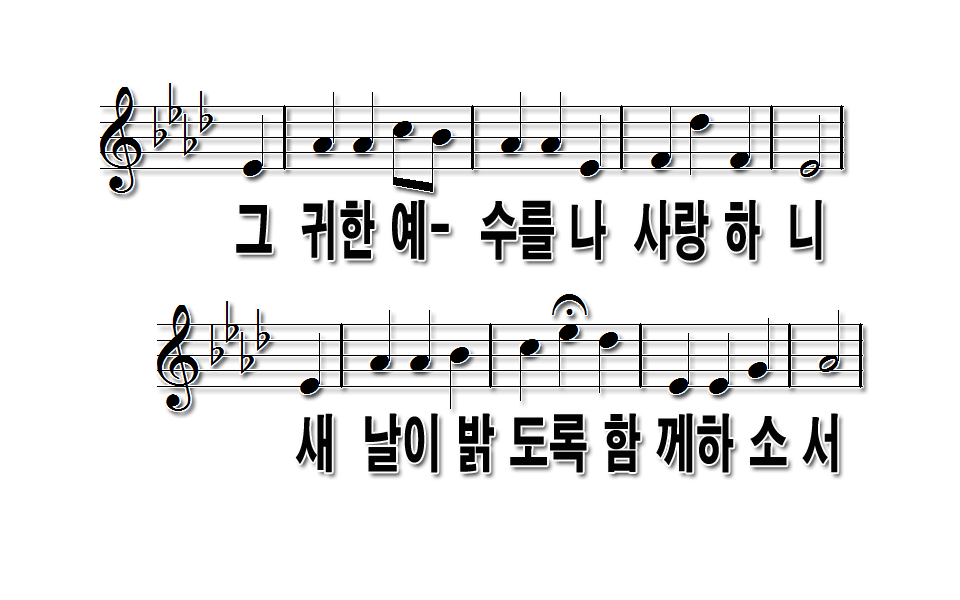 그 귀한 예- 수를 나 사랑 하 니
새 날이 밝 도록 함 께하 소 서